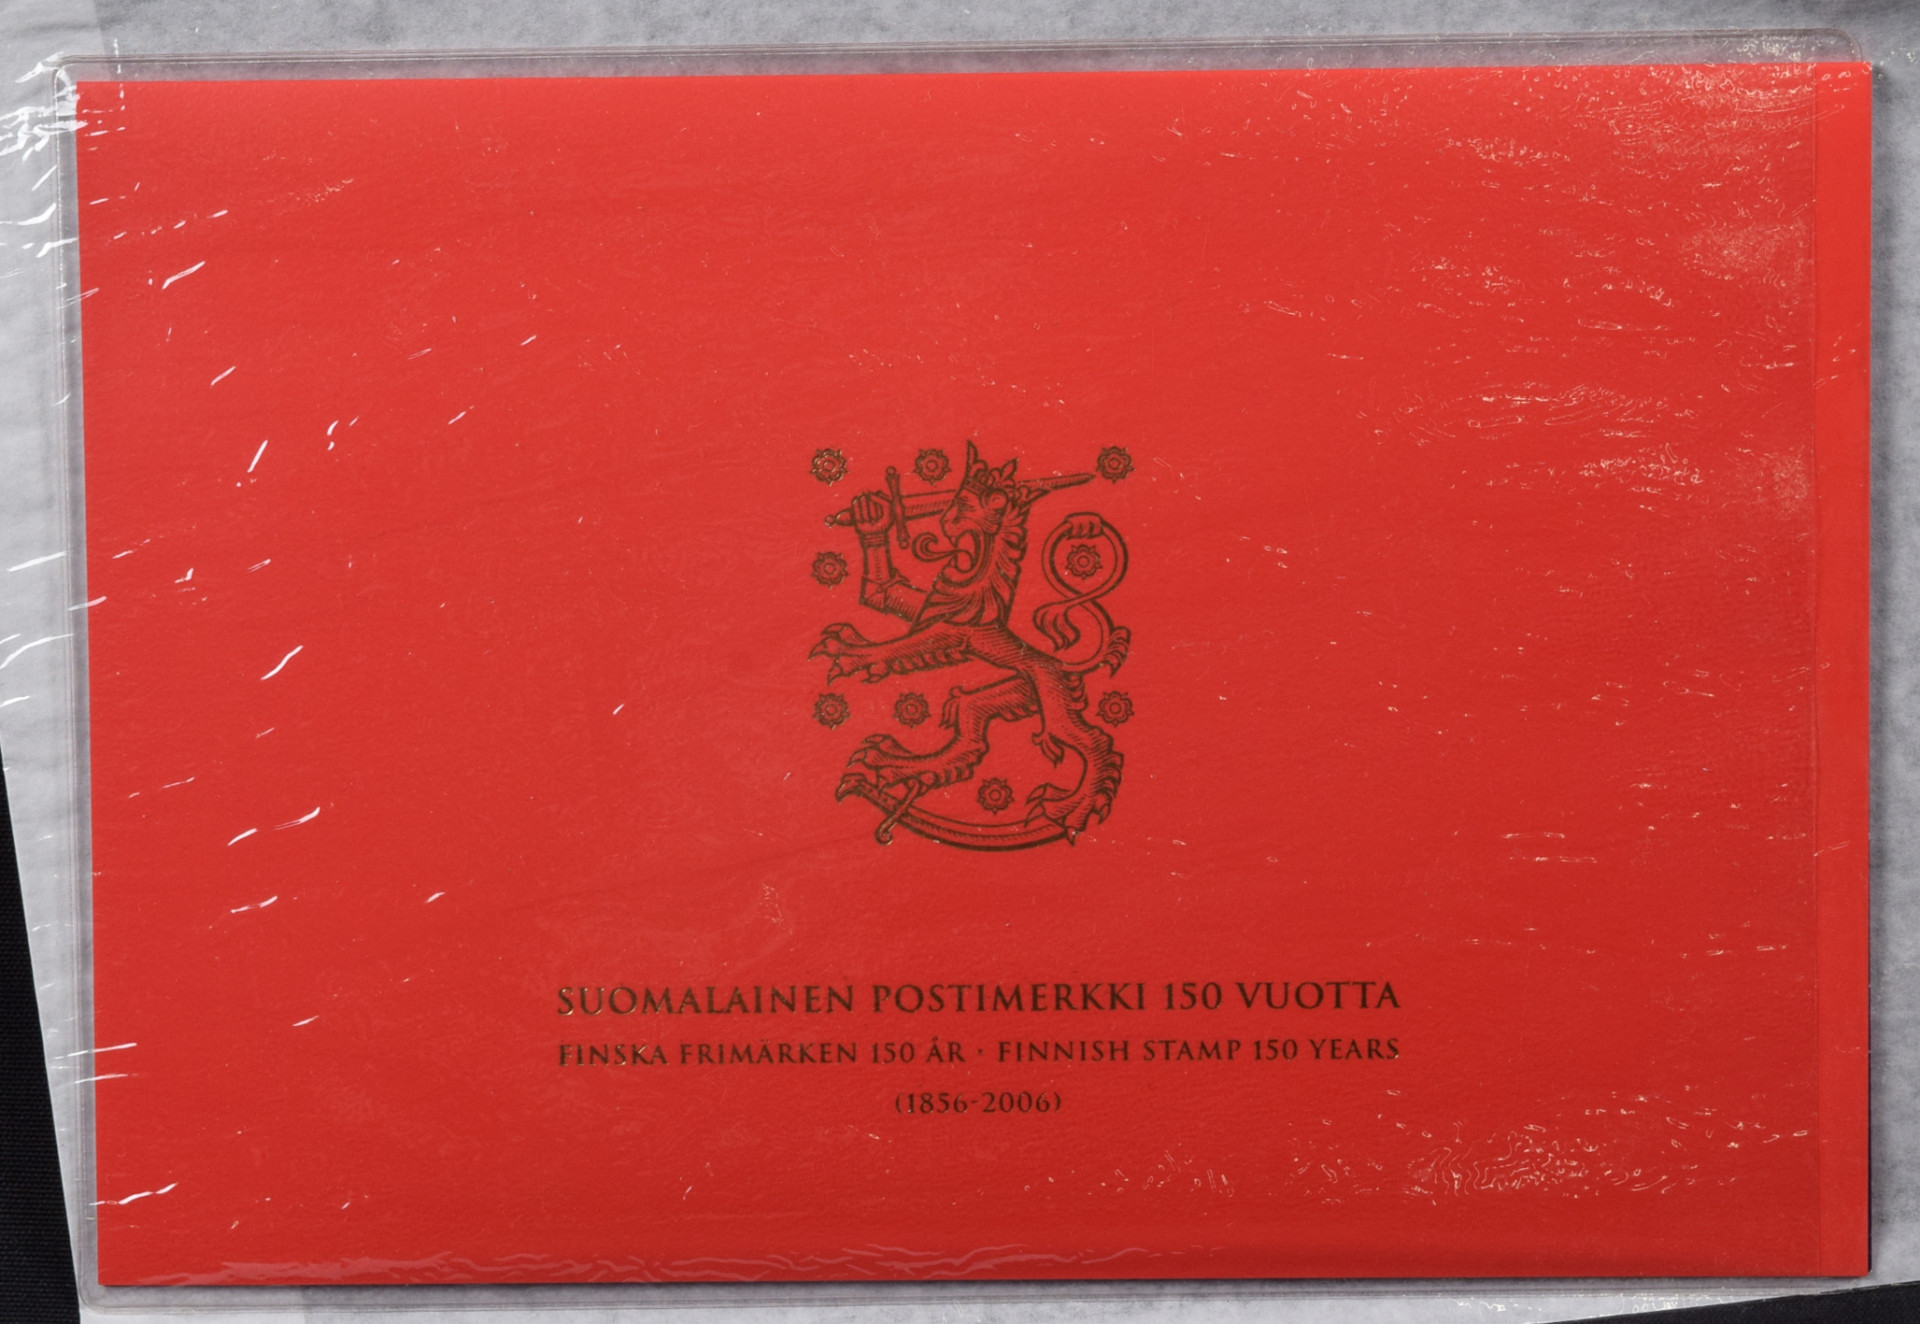 SUOMALAINEN POSTIMERKKI 150 VUOTTA
FINSKA FRIMÄRKEN 150 ÅR · FINNISH STAMP 150 YEARS
(1856-2006)